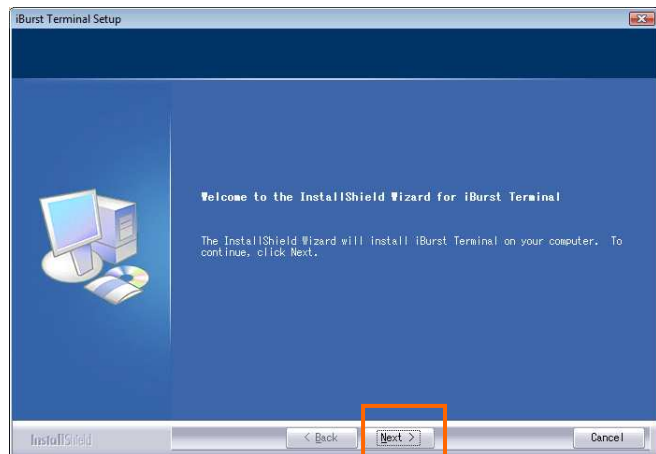 iBurst Terminal Setup
Welcome to the InstallShield Wizard for iBurst Terminal
The InstallShield Wizard will install iBurst Terminal on your computer. To
continue, click Next.
InstallShield
< Back
Next >
Cancel